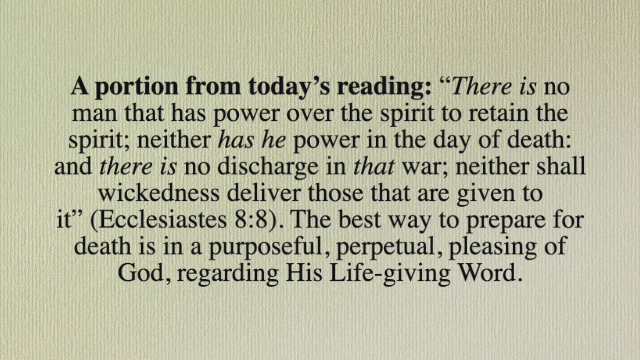 A portion from today’s reading: “There is no
man that has power over the spirit to retain the
spirit; neither has he power in the day of death:
and there is no discharge in that war; neither shall
wickedness deliver those that are given to
it” (Ecclesiastes 8:8). The best way to prepare for
death is in a purposeful, perpetual, pleasing of
God, regarding His Life-giving Word.